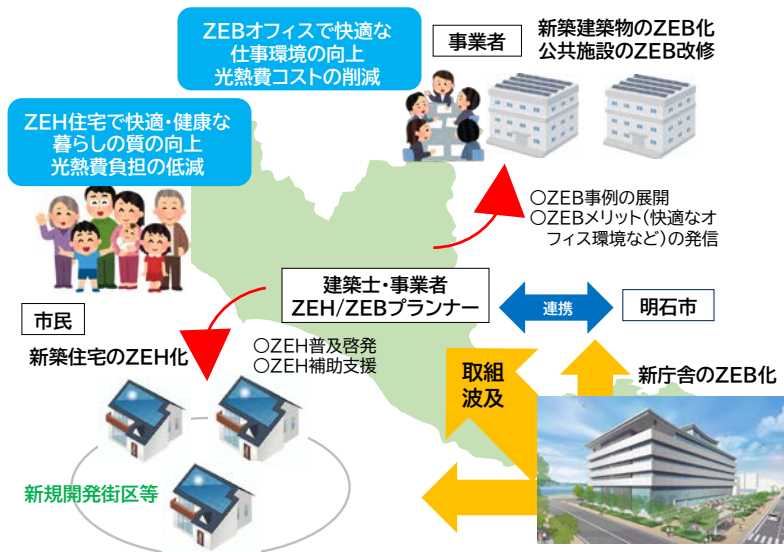 ZEBオフィスで快適な
仕事環境の向上
光熱費コストの削減
事業者
新築建築物のZEB化
公共施設のZEB改修
ZEH住宅で快適・健康な
暮らしの質の向上
光熱費負担の低減
〇ZEB事例の展開
〇ZEBメリット(快適なオ
フィス環境など)の発信
建築士・事業者
ZEH/ZEBプランナー
連携
明石市
市民
新築住宅のZEH化
〇ZEH普及啓発
〇ZEH補助支援
取組
波及
新庁舎のZEB化
新規開発街区等